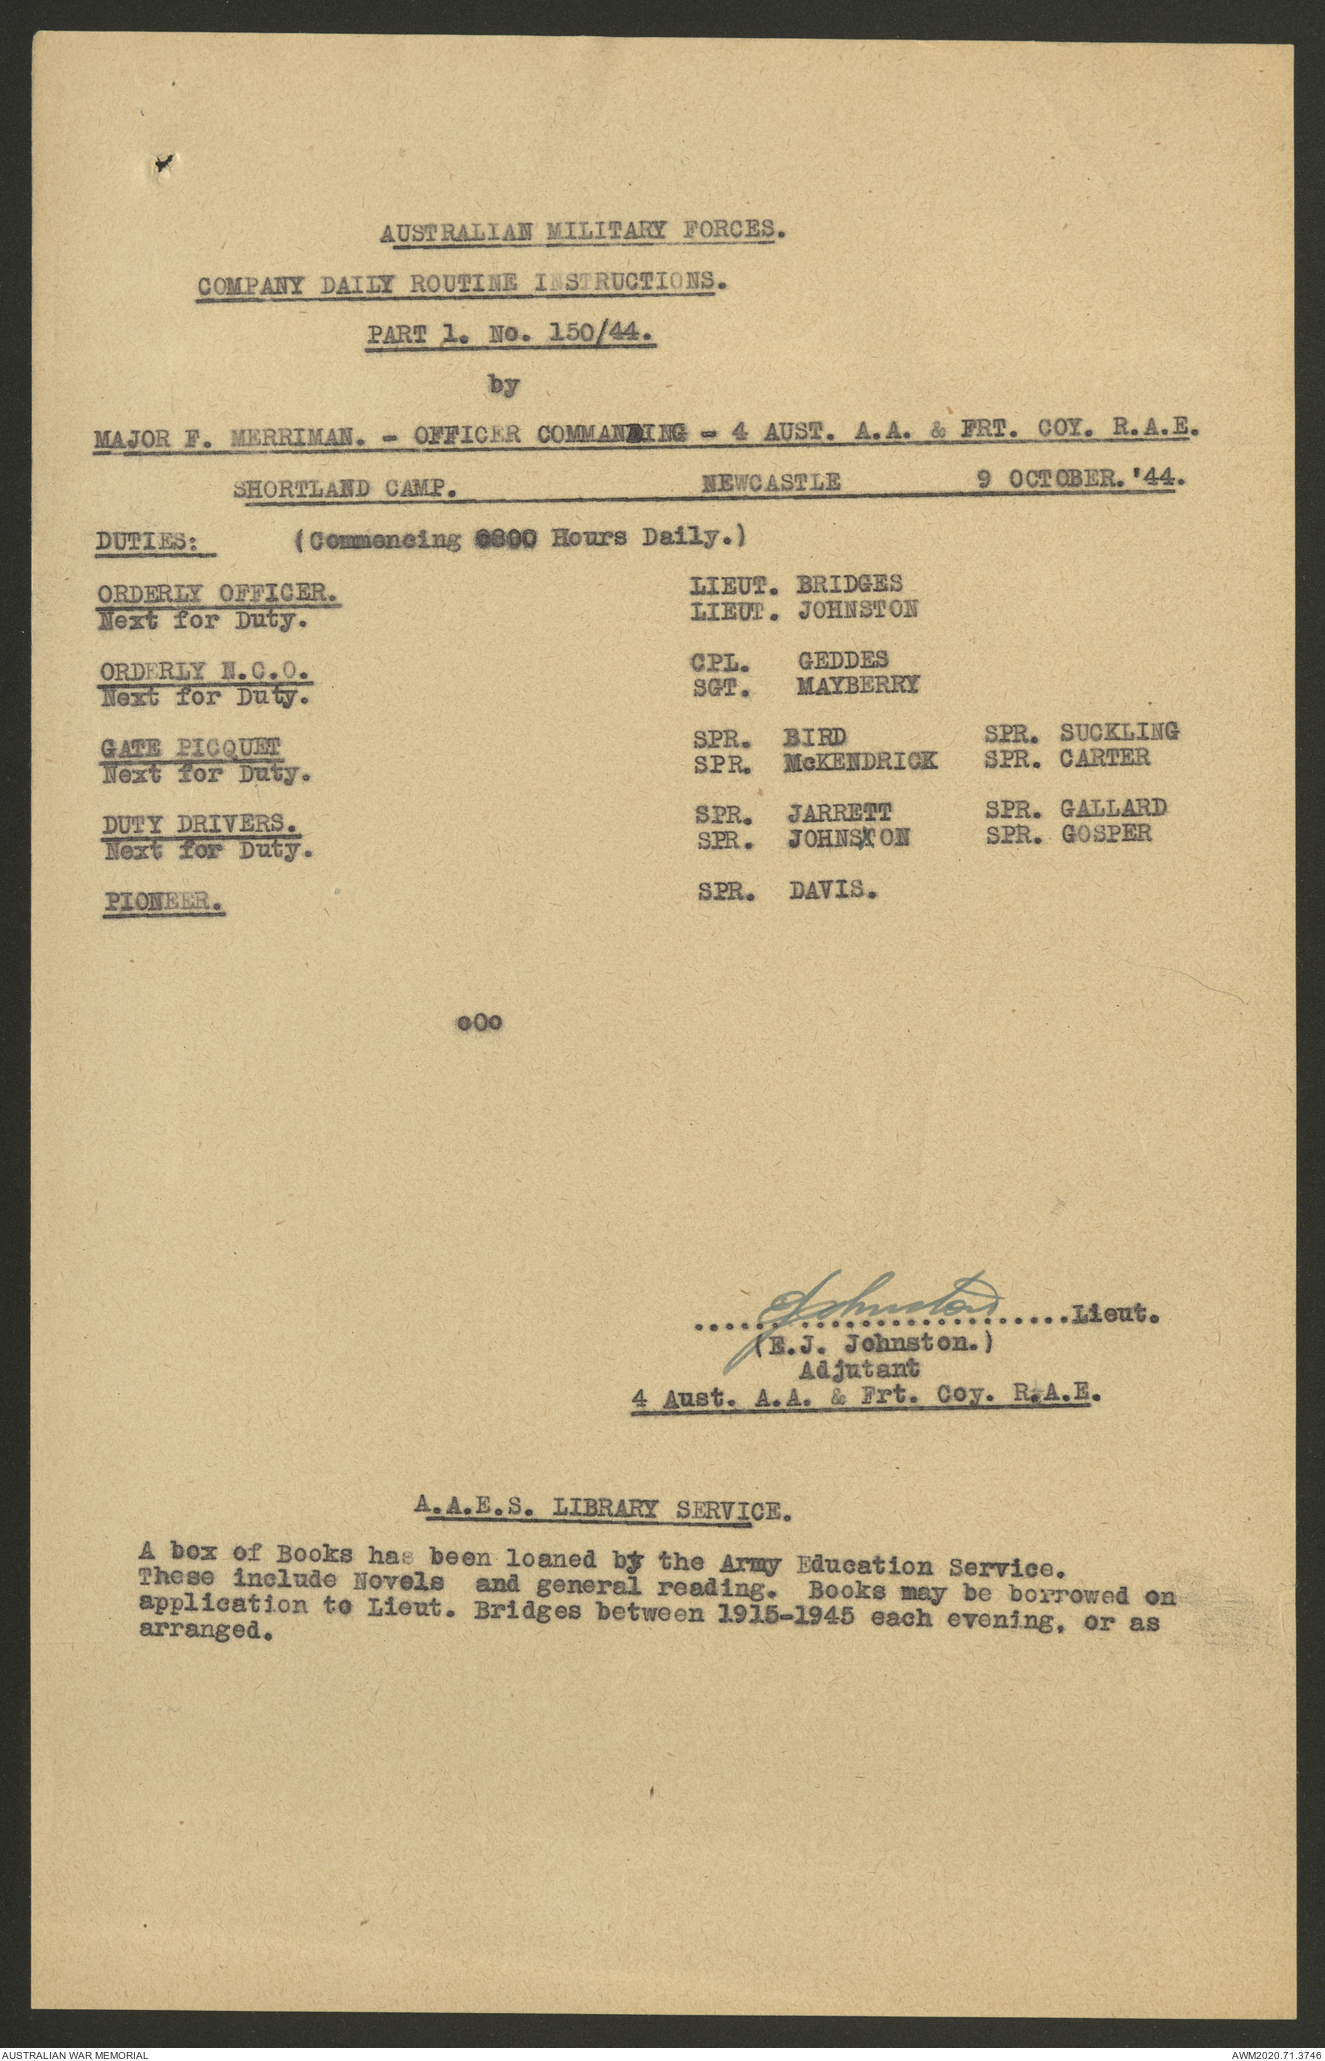 AUSTRALIAN MILITARY FORCES.
COMPANY DAILY ROUTINE INSTRUCTIONS.
PART 1. No. 150/44.
by
MAJOR F. MERRIMAN. - OFFICER COMMANDING - 4 AUST. A.A. & FRT. COY. R.A.E.
SHORTLAND CAMP. NEWCASTLE 9 OCTOBER.'44.
DUTIES: (Commencing 0800 Hours Daily.)
ORDERLY OFFICER. LIEUT. BRIDGES
Next for Duty. LIEUT. JOHNSTON
ORDERLY N.C.O. CPL. GEDDES
Next for Duty. SGT. MAYBERRY
GATE PICQUET SPR. BIRD SPR. SUCKLING
Next for Duty. SPR. McKENDRICK SPR. CARTER
DUTY DRIVERS. SPR. JARRETT SPR. GALLARD
Next for Duty. SPR. JOHNSTON SPR. GOSPER
PIONEER. SPR. DAVIS.
oOo
EJohnston
..........................Lieut.
(E.J. Johnston.)
Adjutant
4 Aust. A.A. & Frt. Coy. R.A.E.
A.A.E.S. LIBRARY SERVICE.
A box of Books has been loaned by the Army Education Service.
These include Novels and general reading. Books may be borrowed on
application to Lieut. Bridges between 1915-1945 each evening, or as
arranged.
AUSTRALIAN WAR MEMORIAL AWM2020.71.3746